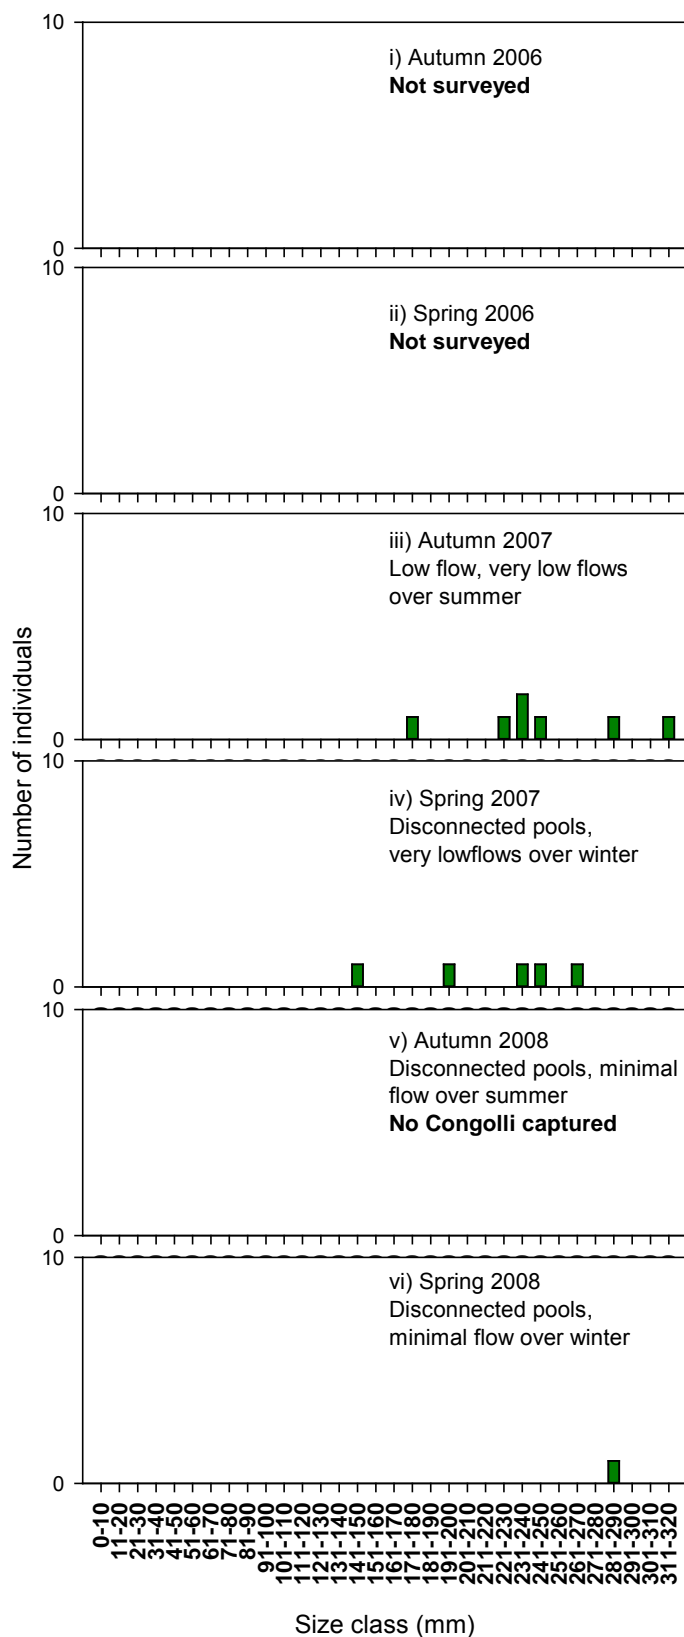 10
i) Autumn 2006
Not surveyed
0
10
ii) Spring 2006
Not surveyed
0
10
iii) Autumn 2007
Low flow, very low flows
over summer
0
Number of individuals
10
iv) Spring 2007
Disconnected pools,
very lowflows over winter
0
10
v) Autumn 2008
Disconnected pools, minimal
flow over summer
No Congolli captured
0
10
vi) Spring 2008
Disconnected pools,
minimal flow over winter
0
0-10
11-20
21-30
31-40
41-50
51-60
61-70
71-80
81-90
91-100
101-110
111-120
121-130
131-140
141-150
151-160
161-170
171-180
181-190
191-200
201-210
211-220
221-230
231-240
241-250
251-260
261-270
271-280
281-290
291-300
301-310
311-320
Size class (mm)